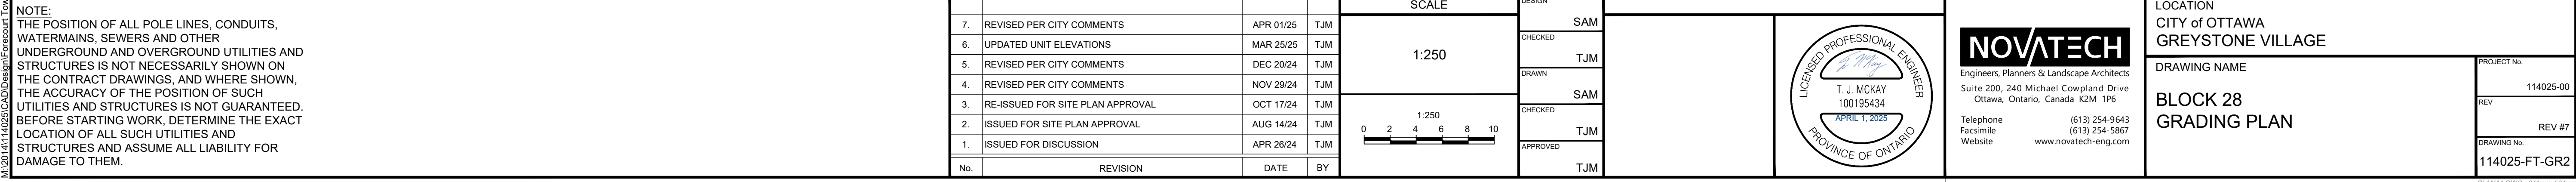 M:\2014\114025\CAD\Design\Forecourt Tow
NOTE:
THE POSITION OF ALL POLE LINES, CONDUITS,
WATERMAINS, SEWERS AND OTHER
UNDERGROUND AND OVERGROUND UTILITIES AND
STRUCTURES IS NOT NECESSARILY SHOWN ON
THE CONTRACT DRAWINGS, AND WHERE SHOWN,
THE ACCURACY OF THE POSITION OF SUCH
UTILITIES AND STRUCTURES IS NOT GUARANTEED.
BEFORE STARTING WORK, DETERMINE THE EXACT
LOCATION OF ALL SUCH UTILITIES AND
STRUCTURES AND ASSUME ALL LIABILITY FOR
DAMAGE TO THEM.
7. REVISED PER CITY COMMENTS APR 01/25 TJM
6. UPDATED UNIT ELEVATIONS MAR 25/25 TJM
5. REVISED PER CITY COMMENTS DEC 20/24 TJM
4. REVISED PER CITY COMMENTS NOV 29/24 TJM
3. RE-ISSUED FOR SITE PLAN APPROVAL OCT 17/24 TJM
2. ISSUED FOR SITE PLAN APPROVAL AUG 14/24 TJM
1. ISSUED FOR DISCUSSION APR 26/24 TJM
No. REVISION DATE BY
SCALE
1:250
1:250
0 2 4 6 8 10
DESIGN
SAM
CHECKED
TJM
DRAWN
SAM
CHECKED
TJM
APPROVED
TJM
LICENSED PROFESSIONAL ENGINEER
T. J. MCKAY
100195434
APRIL 1, 2025
PROVINCE OF ONTARIO
NOVATECH
Engineers, Planners & Landscape Architects
Suite 200, 240 Michael Cowpland Drive
Ottawa, Ontario, Canada K2M 1P6
Telephone (613) 254-9643
Facsimile (613) 254-5867
Website www.novatech-eng.com
LOCATION
CITY of OTTAWA
GREYSTONE VILLAGE
DRAWING NAME
BLOCK 28
GRADING PLAN
PROJECT No.
114025-00
REV
REV #7
DRAWING No.
114025-FT-GR2